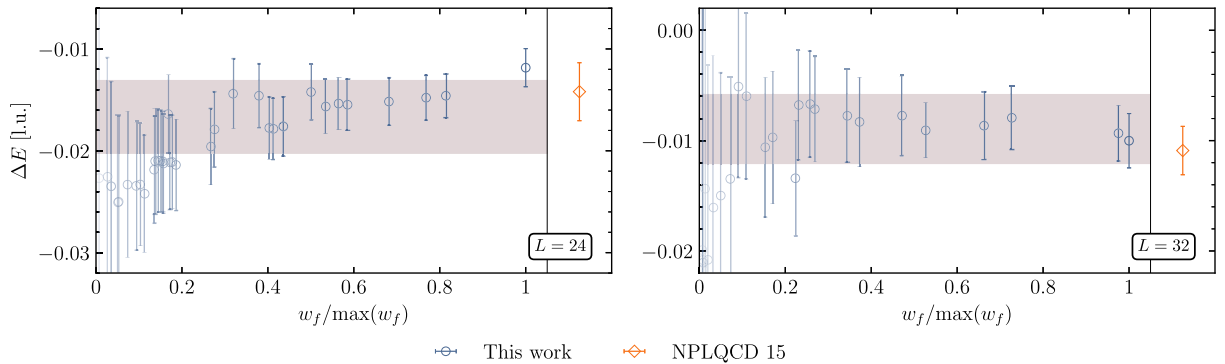 −0.01
−0.02
−0.03
ΔE [l.u.]
0 0.2 0.4 0.6 0.8 1
w_f/max(w_f)
L = 24
0.00
−0.01
−0.02
0 0.2 0.4 0.6 0.8 1
w_f/max(w_f)
L = 32
This work NPLQCD 15